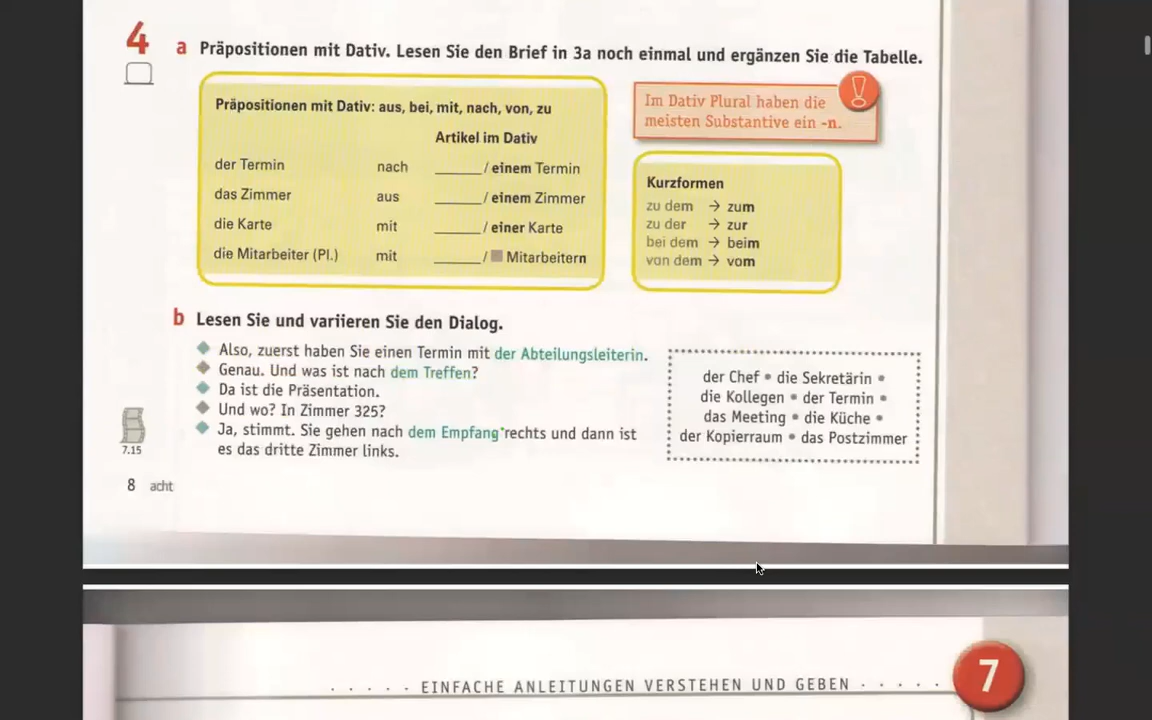 4
a Präpositionen mit Dativ. Lesen Sie den Brief in 3a noch einmal und ergänzen Sie die Tabelle.
Präpositionen mit Dativ: aus, bei, mit, nach, von, zu
Artikel im Dativ
der Termin nach ______ / einem Termin
das Zimmer aus ______ / einem Zimmer
die Karte mit ______ / einer Karte
die Mitarbeiter (Pl.) mit ______ / Mitarbeitern
!
Im Dativ Plural haben die
meisten Substantive ein -n.
Kurzformen
zu dem → zum
zu der → zur
bei dem → beim
von dem → vom
b Lesen Sie und variieren Sie den Dialog.
Also, zuerst haben Sie einen Termin mit der Abteilungsleiterin.
Genau. Und was ist nach dem Treffen?
Da ist die Präsentation.
Und wo? In Zimmer 325?
Ja, stimmt. Sie gehen nach dem Empfang rechts und dann ist
es das dritte Zimmer links.
der Chef • die Sekretärin •
die Kollegen • der Termin •
das Meeting • die Küche •
der Kopierraum • das Postzimmer
7.15
8 acht
· · · · · EINFACHE ANLEITUNGEN VERSTEHEN UND GEBEN · · · · ·
7